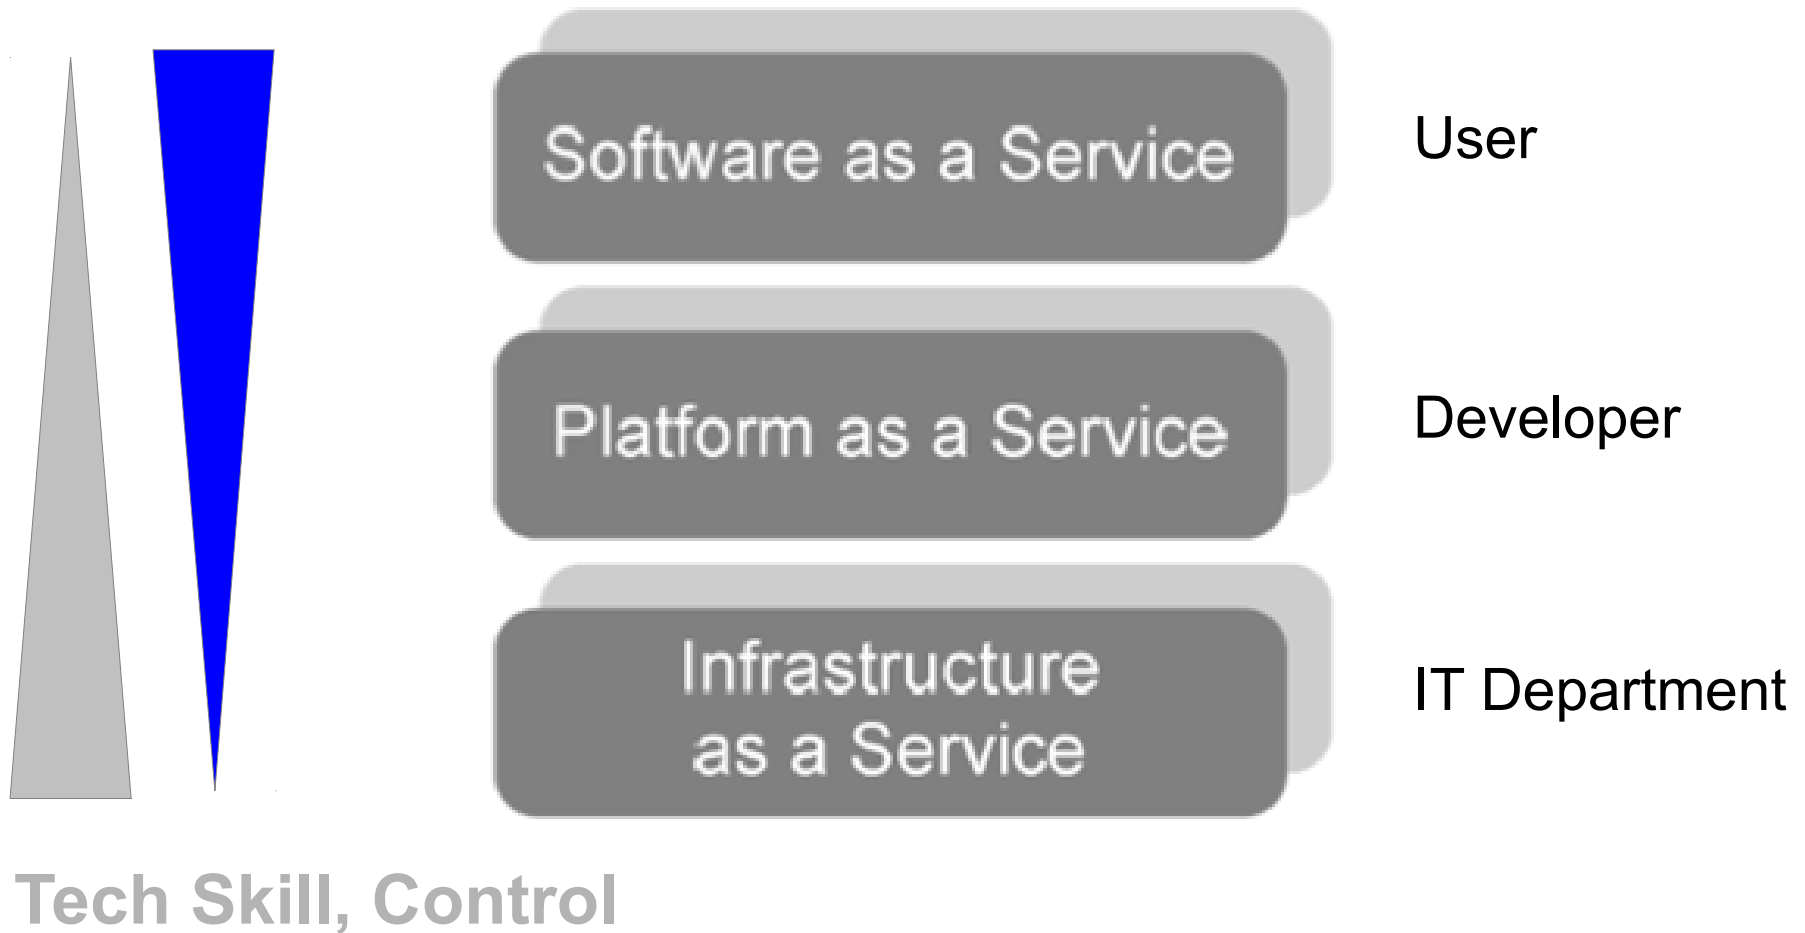 Software as a Service
User
Platform as a Service
Developer
Infrastructure
as a Service
IT Department
Tech Skill, Control